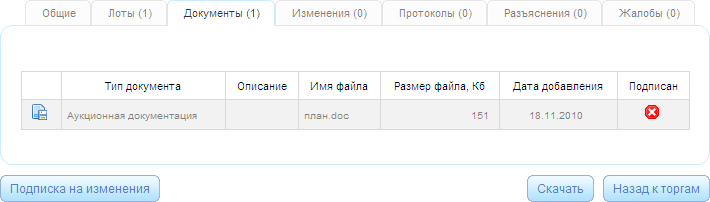 Общие Лоты (1) Документы (1) Изменения (0) Протоколы (0) Разъяснения (0) Жалобы (0)
Тип документа Описание Имя файла Размер файла, Кб Дата добавления Подписан
Аукционная документация план.doc 151 18.11.2010
Подписка на изменения Скачать Назад к торгам